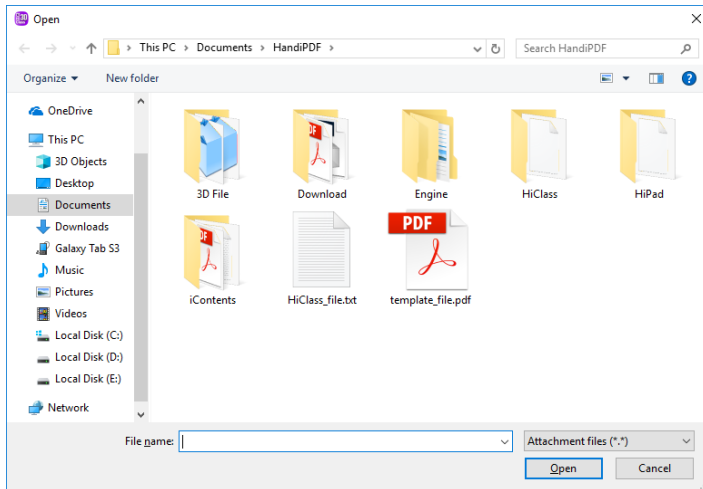 Open
This PC > Documents > HandiPDF >
Search HandiPDF
Organize
New folder
OneDrive
This PC
3D Objects
Desktop
Documents
Downloads
Galaxy Tab S3
Music
Pictures
Videos
Local Disk (C:)
Local Disk (D:)
Local Disk (E:)
Network
3D File
PDF
Download
Engine
HiClass
HiPad
PDF
iContents
HiClass_file.txt
PDF
template_file.pdf
File name:
Attachment files (*.*)
Open
Cancel